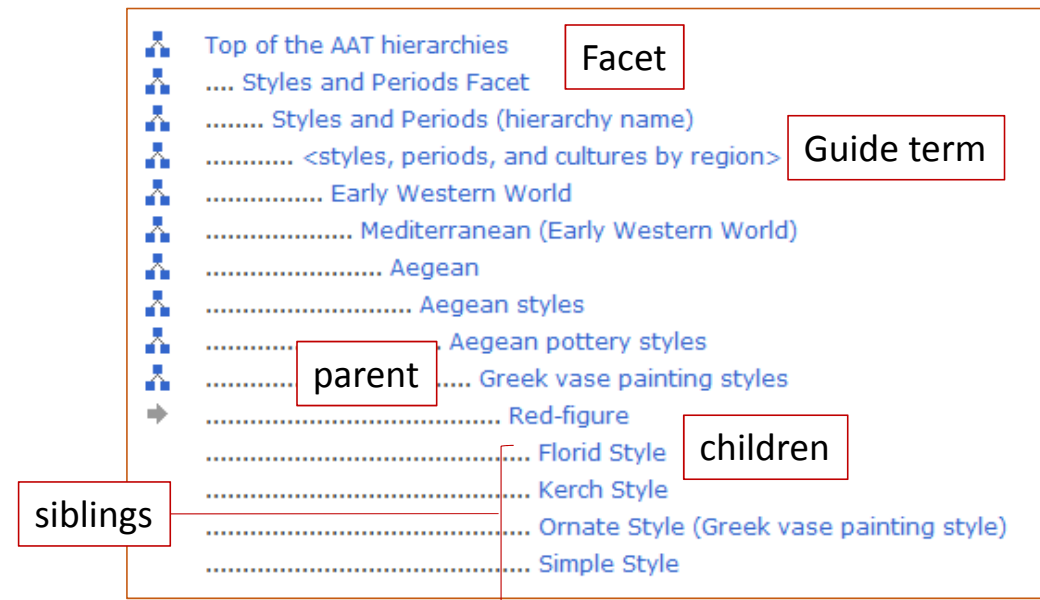 Top of the AAT hierarchies
Facet
.... Styles and Periods Facet
........ Styles and Periods (hierarchy name)
............ <styles, periods, and cultures by region>
Guide term
................ Early Western World
.................... Mediterranean (Early Western World)
........................ Aegean
............................ Aegean styles
................................ Aegean pottery styles
parent
.................................... Greek vase painting styles
........................................ Red-figure
............................................ Florid Style
children
............................................ Kerch Style
siblings
............................................ Ornate Style (Greek vase painting style)
............................................ Simple Style